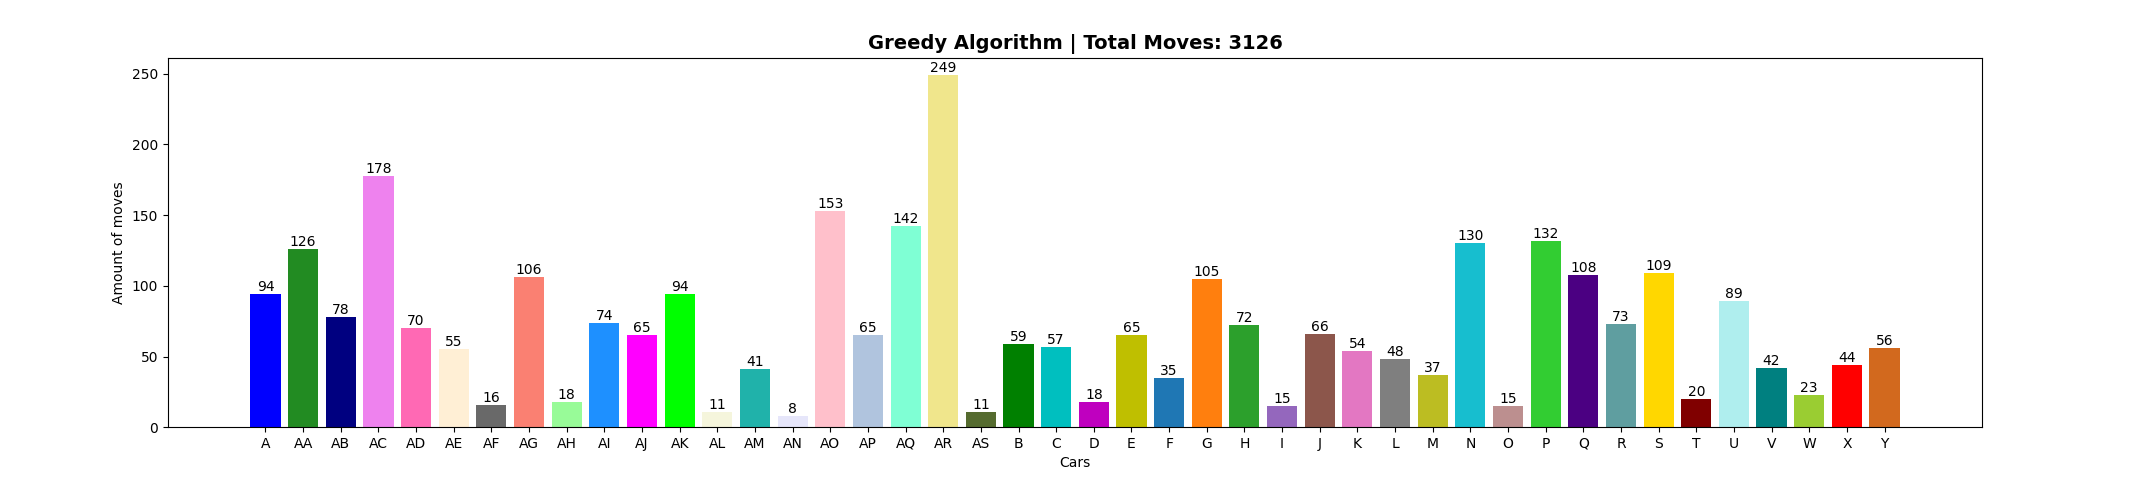 Greedy Algorithm | Total Moves: 3126
Amount of moves
250
200
150
100
50
0
94 126 78 178 70 55 16 106 18 74 65 94 11 41 8 153 65 142 249 11 59 57 18 65 35 105 72 15 66 54 48 37 130 15 132 108 73 109 20 89 42 23 44 56
A AA AB AC AD AE AF AG AH AI AJ AK AL AM AN AO AP AQ AR AS B C D E F G H I J K L M N O P Q R S T U V W X Y
Cars